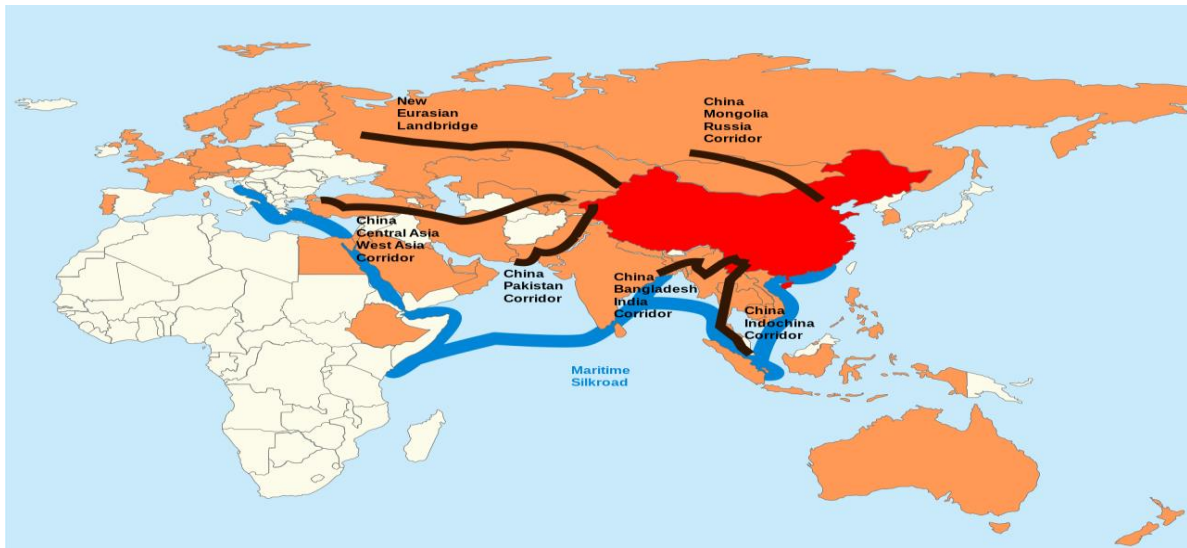 New
Eurasian
Landbridge
China
Mongolia
Russia
Corridor
China
Central Asia
West Asia
Corridor
China
Pakistan
Corridor
China
Bangladesh
India
Corridor
China
Indochina
Corridor
Maritime
Silkroad